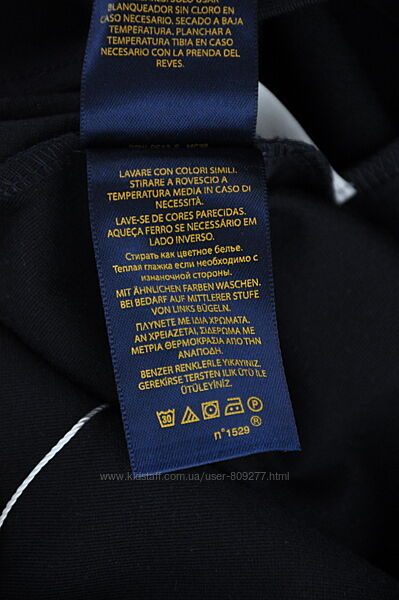 BLANQUEADOR SIN CLORO EN
CASO NECESARIO. SECADO A BAJA
TEMPERATURA. PLANCHAR A
TEMPERATURA TIBIA EN CASO
NECESARIO CON LA PRENDA DEL
REVES.
LAVARE CON COLORI SIMILI.
STIRARE A ROVESCIO A
TEMPERATURA MEDIA IN CASO DI
NECESSITÀ.
LAVE-SE DE CORES PARECIDAS.
AQUEÇA FERRO SE NECESSÁRIO EM
LADO INVERSO.
Стирать как цветное белье.
Теплая глажка если необходимо с
изнаночной стороны.
MIT ÄHNLICHEN FARBEN WASCHEN.
BEI BEDARF AUF MITTLERER STUFE
VON LINKS BÜGELN.
ΠΛΥΝΕΤΕ ΜΕ ΙΔΙΑ ΧΡΩΜΑΤΑ.
ΑΝ ΧΡΕΙΑΖΕΤΑΙ, ΣΙΔΕΡΩΜΑ ΜΕ
ΜΕΤΡΙΑ ΘΕΡΜΟΚΡΑΣΙΑ ΑΠΟ ΤΗΝ
ΑΝΑΠΟΔΗ.
BENZER RENKLERLE YIKAYINIZ.
GEREKİRSE TERSTEN ILIK ÜTÜ İLE
ÜTÜLEYİNİZ.
30 P
n°1529 ®
www.kidstaff.com.ua/user-809277.html